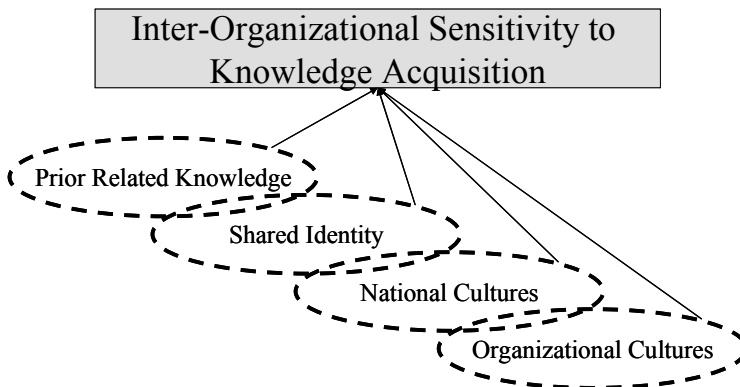 Inter-Organizational Sensitivity to
Knowledge Acquisition
Prior Related Knowledge
Shared Identity
National Cultures
Organizational Cultures